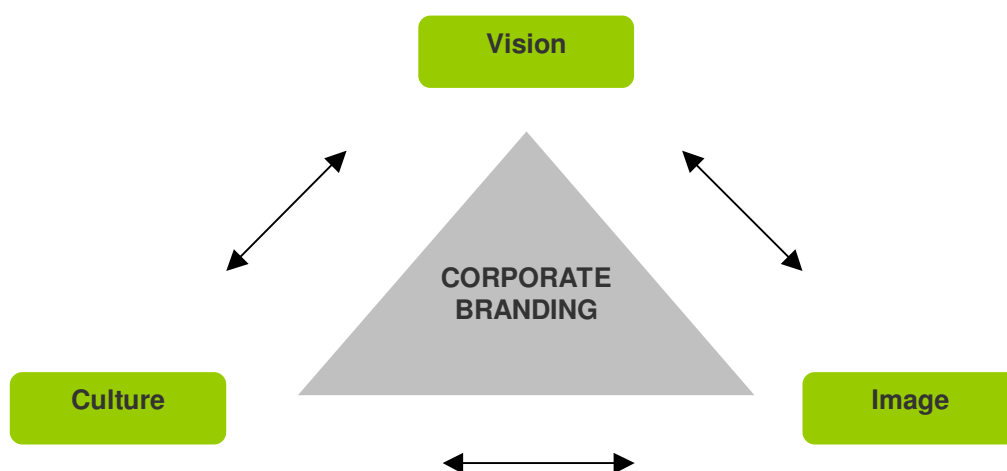 Vision
CORPORATE
BRANDING
Culture
Image